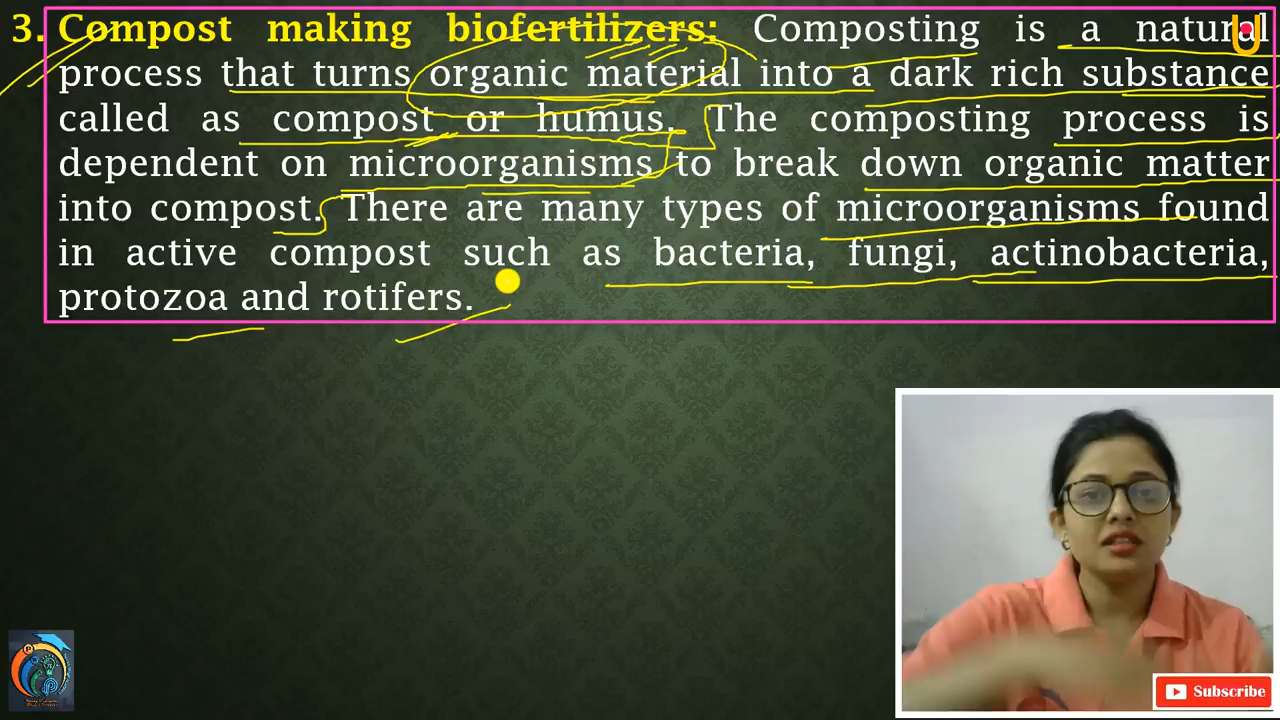 3. Compost making biofertilizers: Composting is a natural
process that turns organic material into a dark rich substance
called as compost or humus. The composting process is
dependent on microorganisms to break down organic matter
into compost. There are many types of microorganisms found
in active compost such as bacteria, fungi, actinobacteria,
protozoa and rotifers.
Subscribe